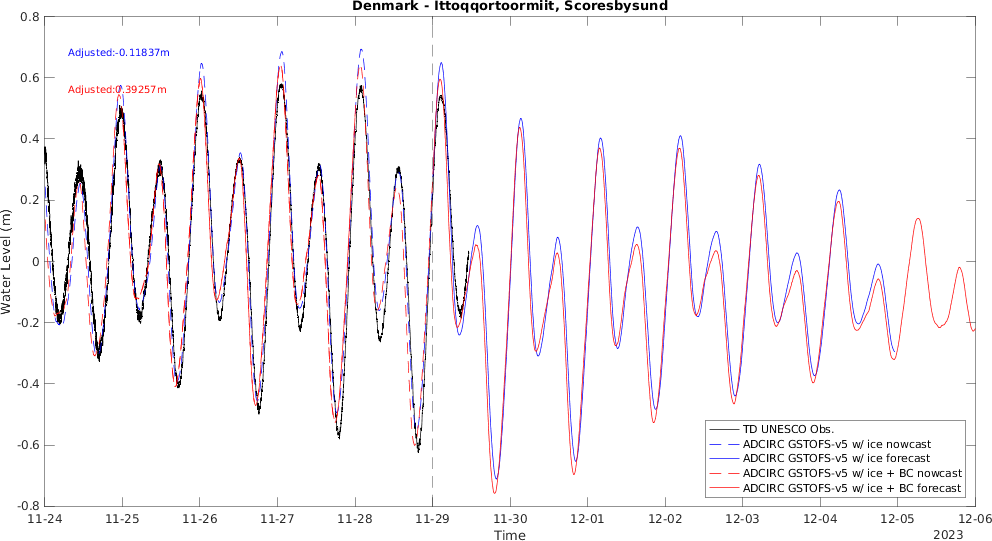 Denmark - Ittoqqortoormiit, Scoresbysund
Adjusted:-0.11837m
Adjusted:0.39257m
Water Level (m)
0.8
0.6
0.4
0.2
0
-0.2
-0.4
-0.6
-0.8
TD UNESCO Obs.
ADCIRC GSTOFS-v5 w/ ice nowcast
ADCIRC GSTOFS-v5 w/ ice forecast
ADCIRC GSTOFS-v5 w/ ice + BC nowcast
ADCIRC GSTOFS-v5 w/ ice + BC forecast
11-24 11-25 11-26 11-27 11-28 11-29 11-30 12-01 12-02 12-03 12-04 12-05 12-06
Time
2023